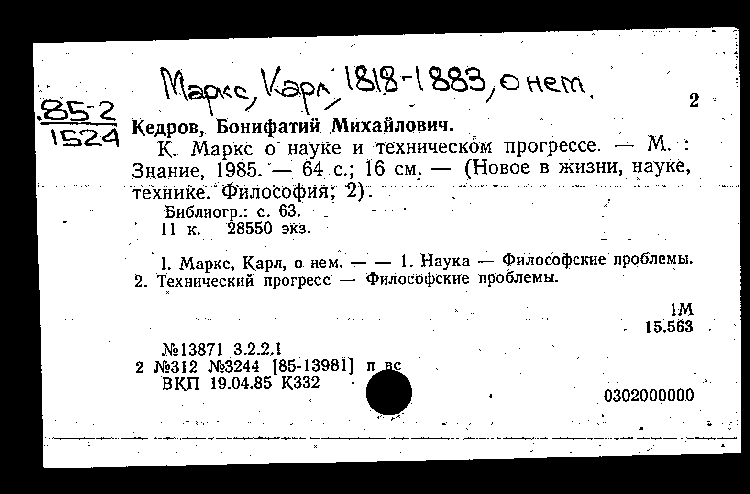 Маркс, Карл, 1818-1883, о нем.
2
85-2
1524
Кедров, Бонифатий Михайлович.
К. Маркс о науке и техническом прогрессе. — М. :
Знание, 1985. — 64 с.; 16 см. — (Новое в жизни, науке,
технике. Философия; 2).
Библиогр.: с. 63.
11 к. 28550 экз.
1. Маркс, Карл, о нем. — — 1. Наука — Философские проблемы.
2. Технический прогресс — Философские проблемы.
1М
15.563
№13871 3.2.2.1
2 №312 №3244 [85-13981] п вс
ВКП 19.04.85 К332
0302000000